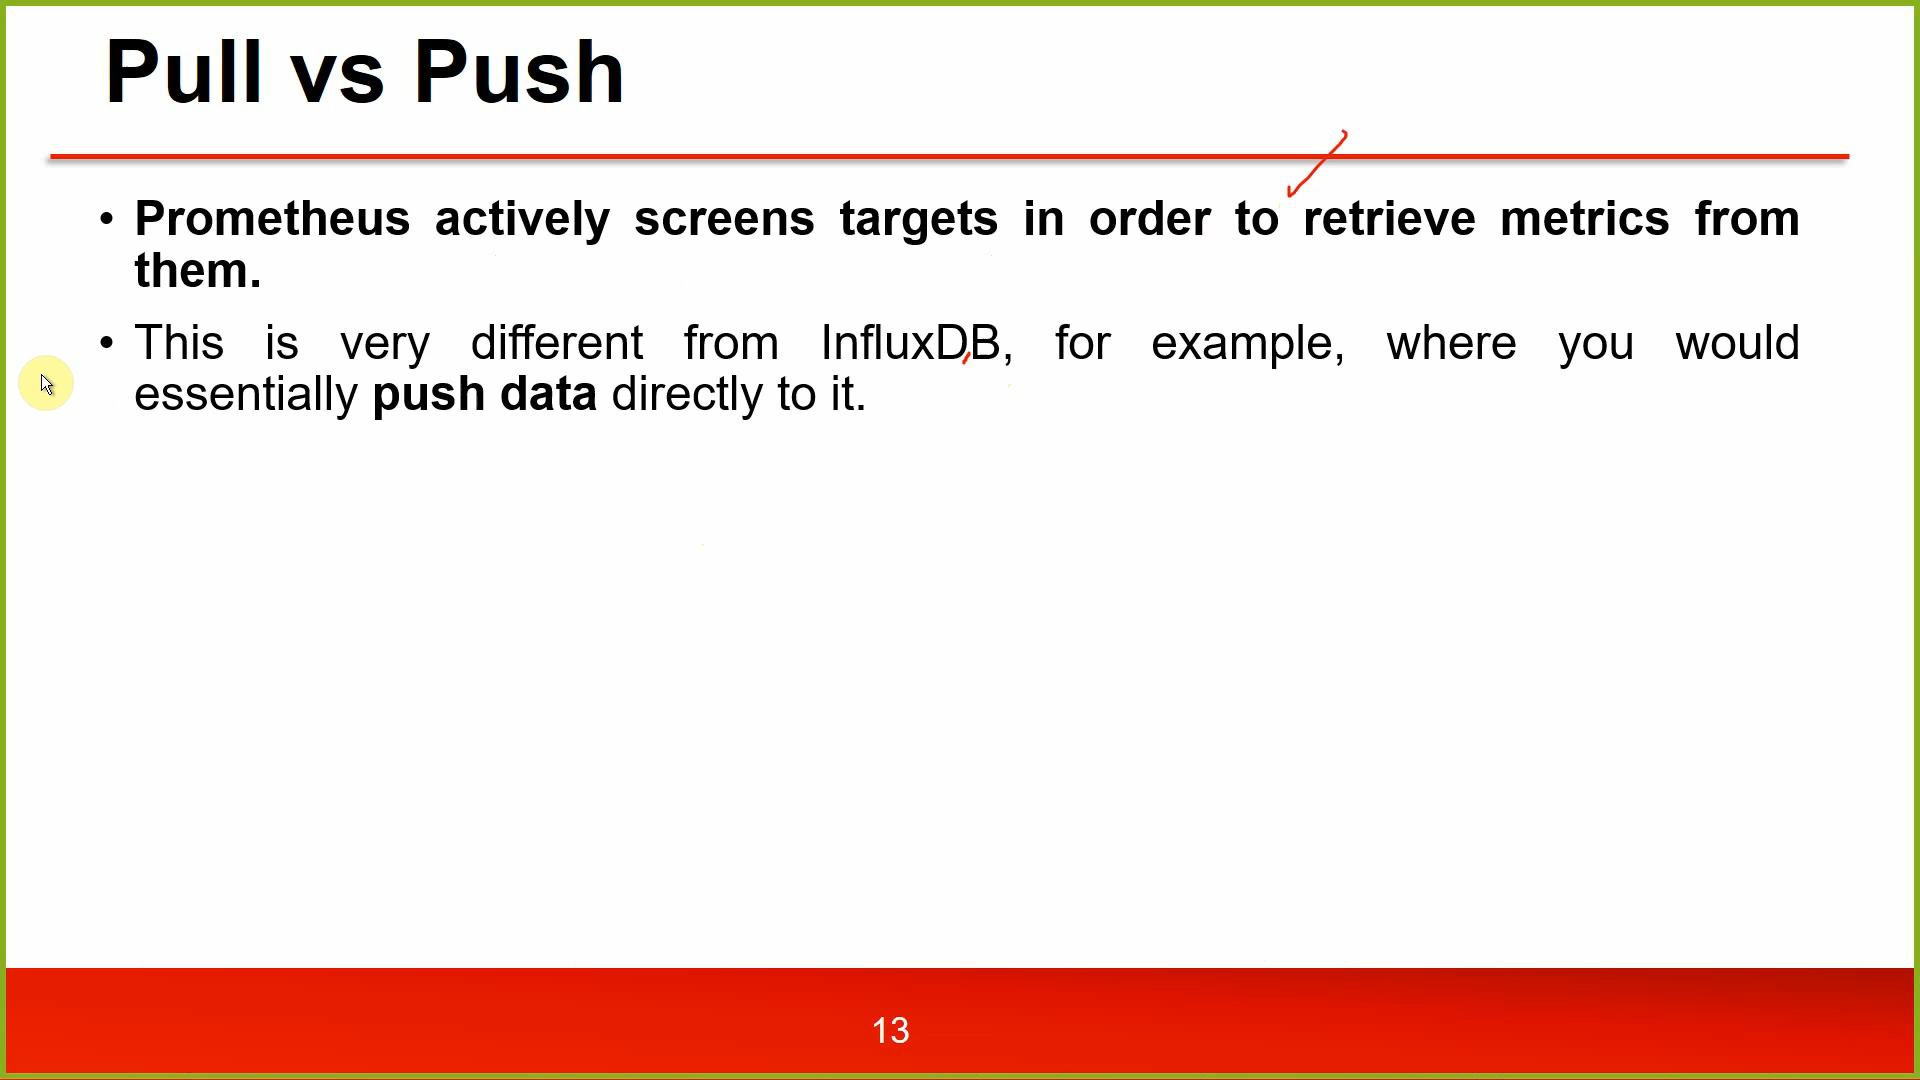 Pull vs Push
• Prometheus actively screens targets in order to retrieve metrics from
them.
• This is very different from InfluxDB, for example, where you would
essentially push data directly to it.
13